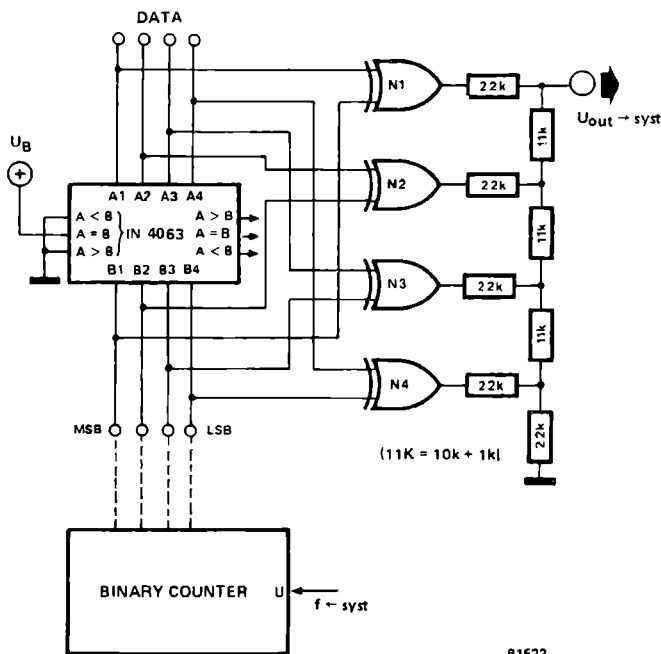 DATA
N1
22k
U out → syst
11k
U B
+
A1 A2 A3 A4
N2
22k
A < B A > B
A = B } IN 4063 A = B
A > B A < B
B1 B2 B3 B4
11k
N3
22k
11k
N4
22k
MSB LSB
22k
(11K = 10k + 1k)
BINARY COUNTER U
f ← syst
81523